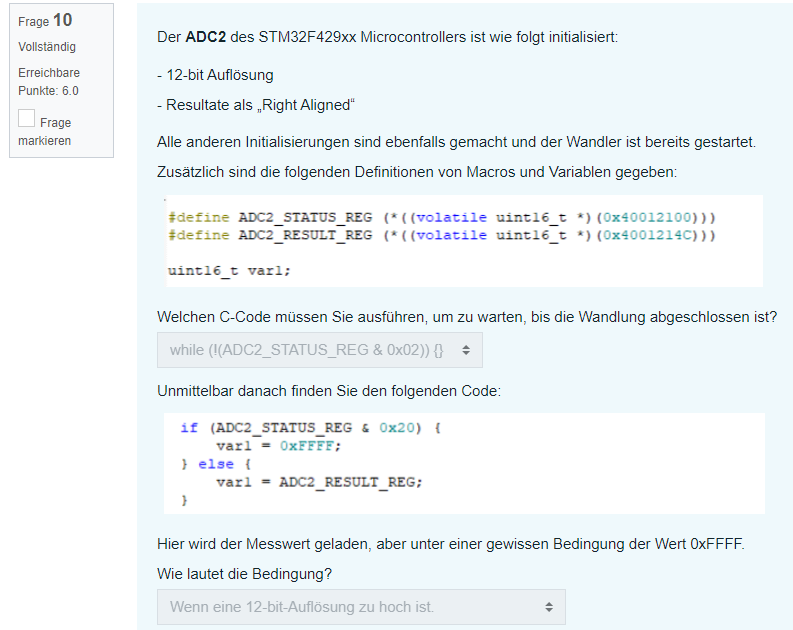 Frage 10
Vollständig
Erreichbare
Punkte: 6.0
Frage
markieren
Der ADC2 des STM32F429xx Microcontrollers ist wie folgt initialisiert:
- 12-bit Auflösung
- Resultate als „Right Aligned“
Alle anderen Initialisierungen sind ebenfalls gemacht und der Wandler ist bereits gestartet.
Zusätzlich sind die folgenden Definitionen von Macros und Variablen gegeben:
#define ADC2_STATUS_REG (*((volatile uint16_t *)(0x40012100)))
#define ADC2_RESULT_REG (*((volatile uint16_t *)(0x4001214C)))
uint16_t var1;
Welchen C-Code müssen Sie ausführen, um zu warten, bis die Wandlung abgeschlossen ist?
while (!(ADC2_STATUS_REG & 0x02)) {}
Unmittelbar danach finden Sie den folgenden Code:
if (ADC2_STATUS_REG & 0x20) {
var1 = 0xFFFF;
} else {
var1 = ADC2_RESULT_REG;
}
Hier wird der Messwert geladen, aber unter einer gewissen Bedingung der Wert 0xFFFF.
Wie lautet die Bedingung?
Wenn eine 12-bit-Auflösung zu hoch ist.